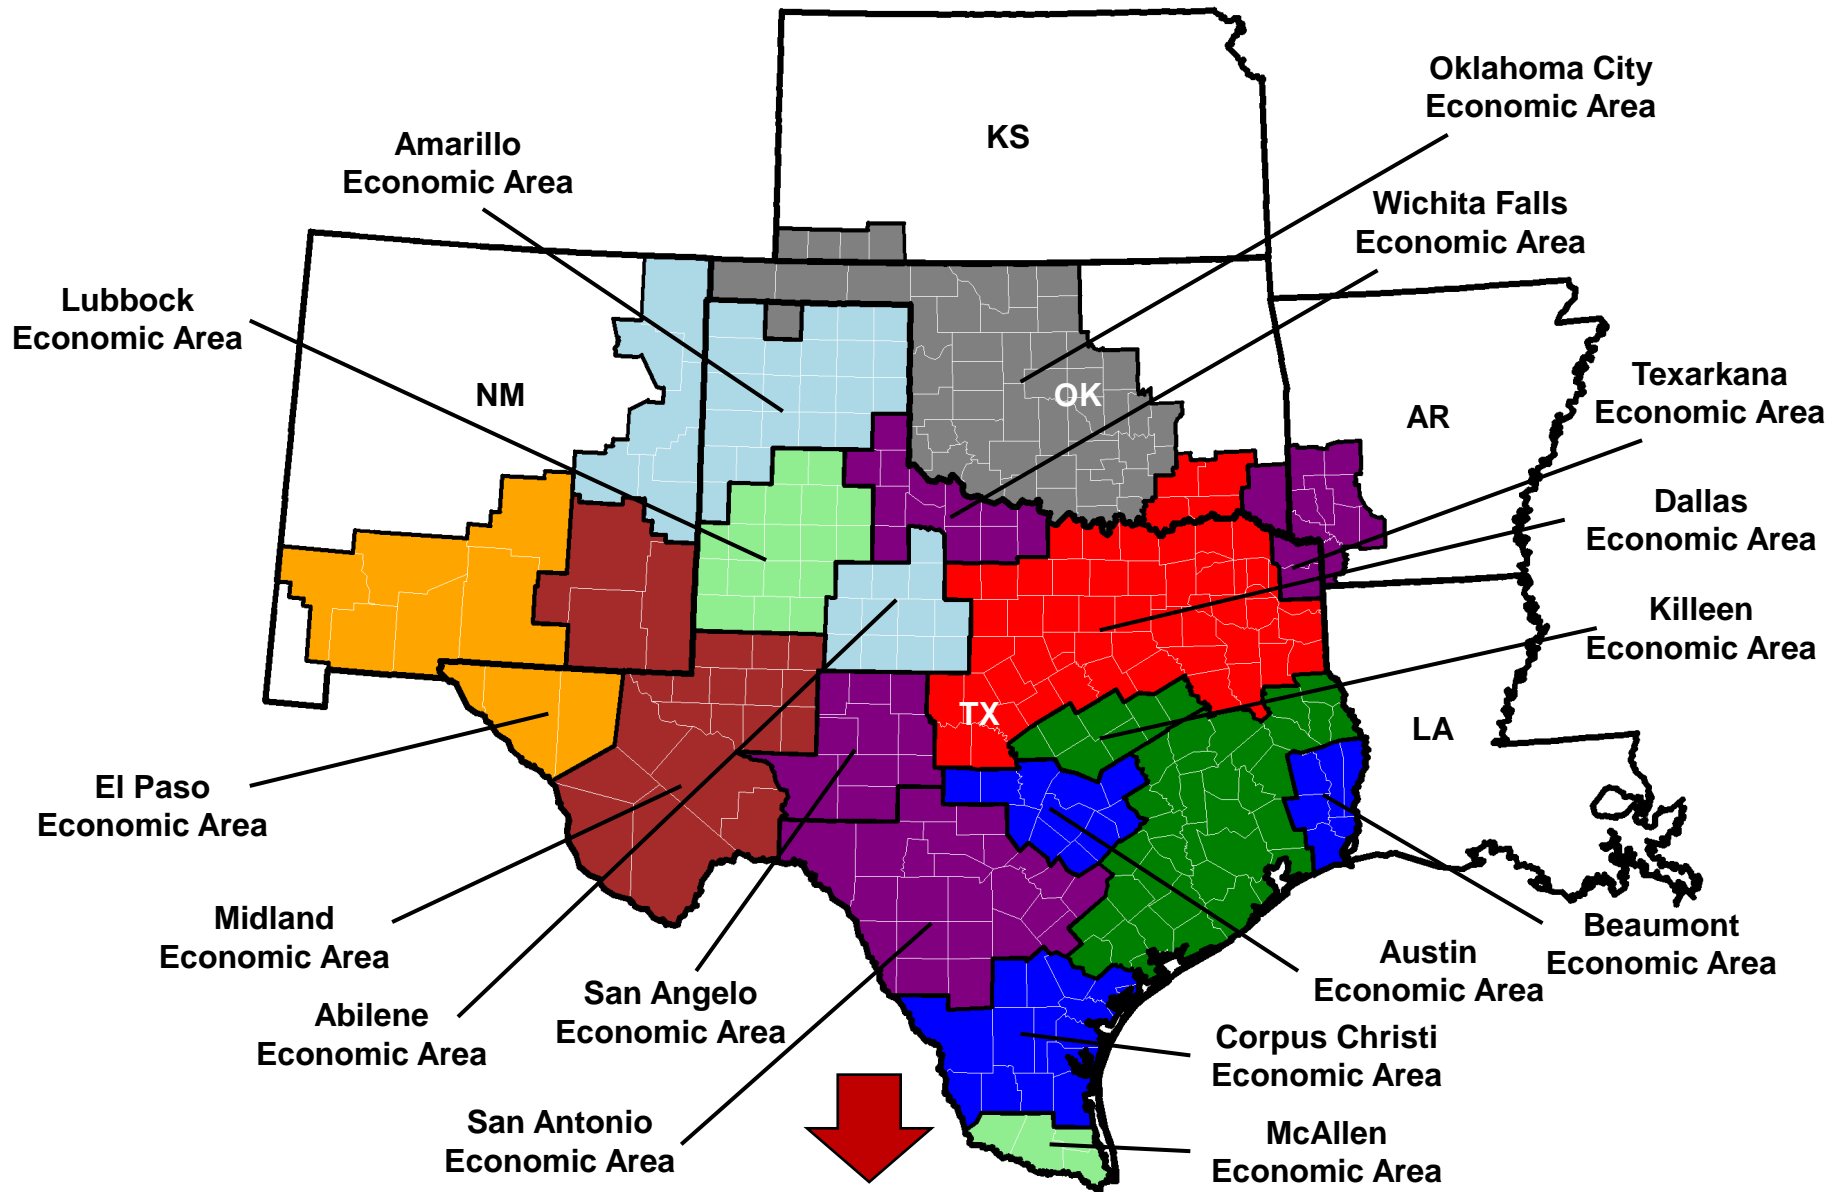 Oklahoma City
Economic Area
KS
Amarillo
Economic Area
Wichita Falls
Economic Area
Lubbock
Economic Area
NM
OK
Texarkana
Economic Area
AR
Dallas
Economic Area
Killeen
Economic Area
TX
LA
El Paso
Economic Area
Midland
Economic Area
Beaumont
Economic Area
Austin
Economic Area
San Angelo
Economic Area
Abilene
Economic Area
Corpus Christi
Economic Area
San Antonio
Economic Area
McAllen
Economic Area